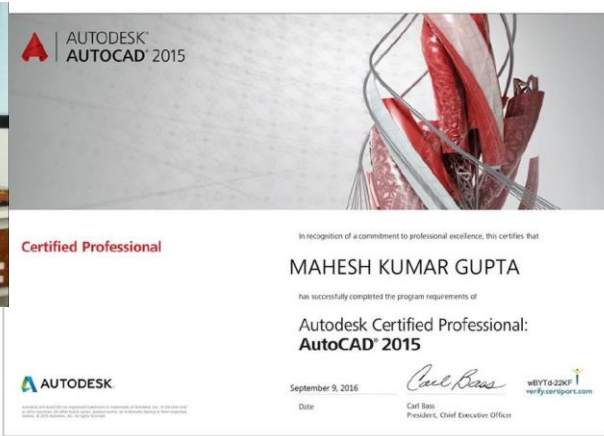 AUTODESK®
AUTOCAD® 2015
Certified Professional
In recognition of a commitment to professional excellence, this certifies that
MAHESH KUMAR GUPTA
has successfully completed the program requirements of
Autodesk Certified Professional:
AutoCAD® 2015
AUTODESK.
September 9, 2016
Date
Carl Bass
Carl Bass
President, Chief Executive Officer
wBYTd-22KF
verify.certiport.com